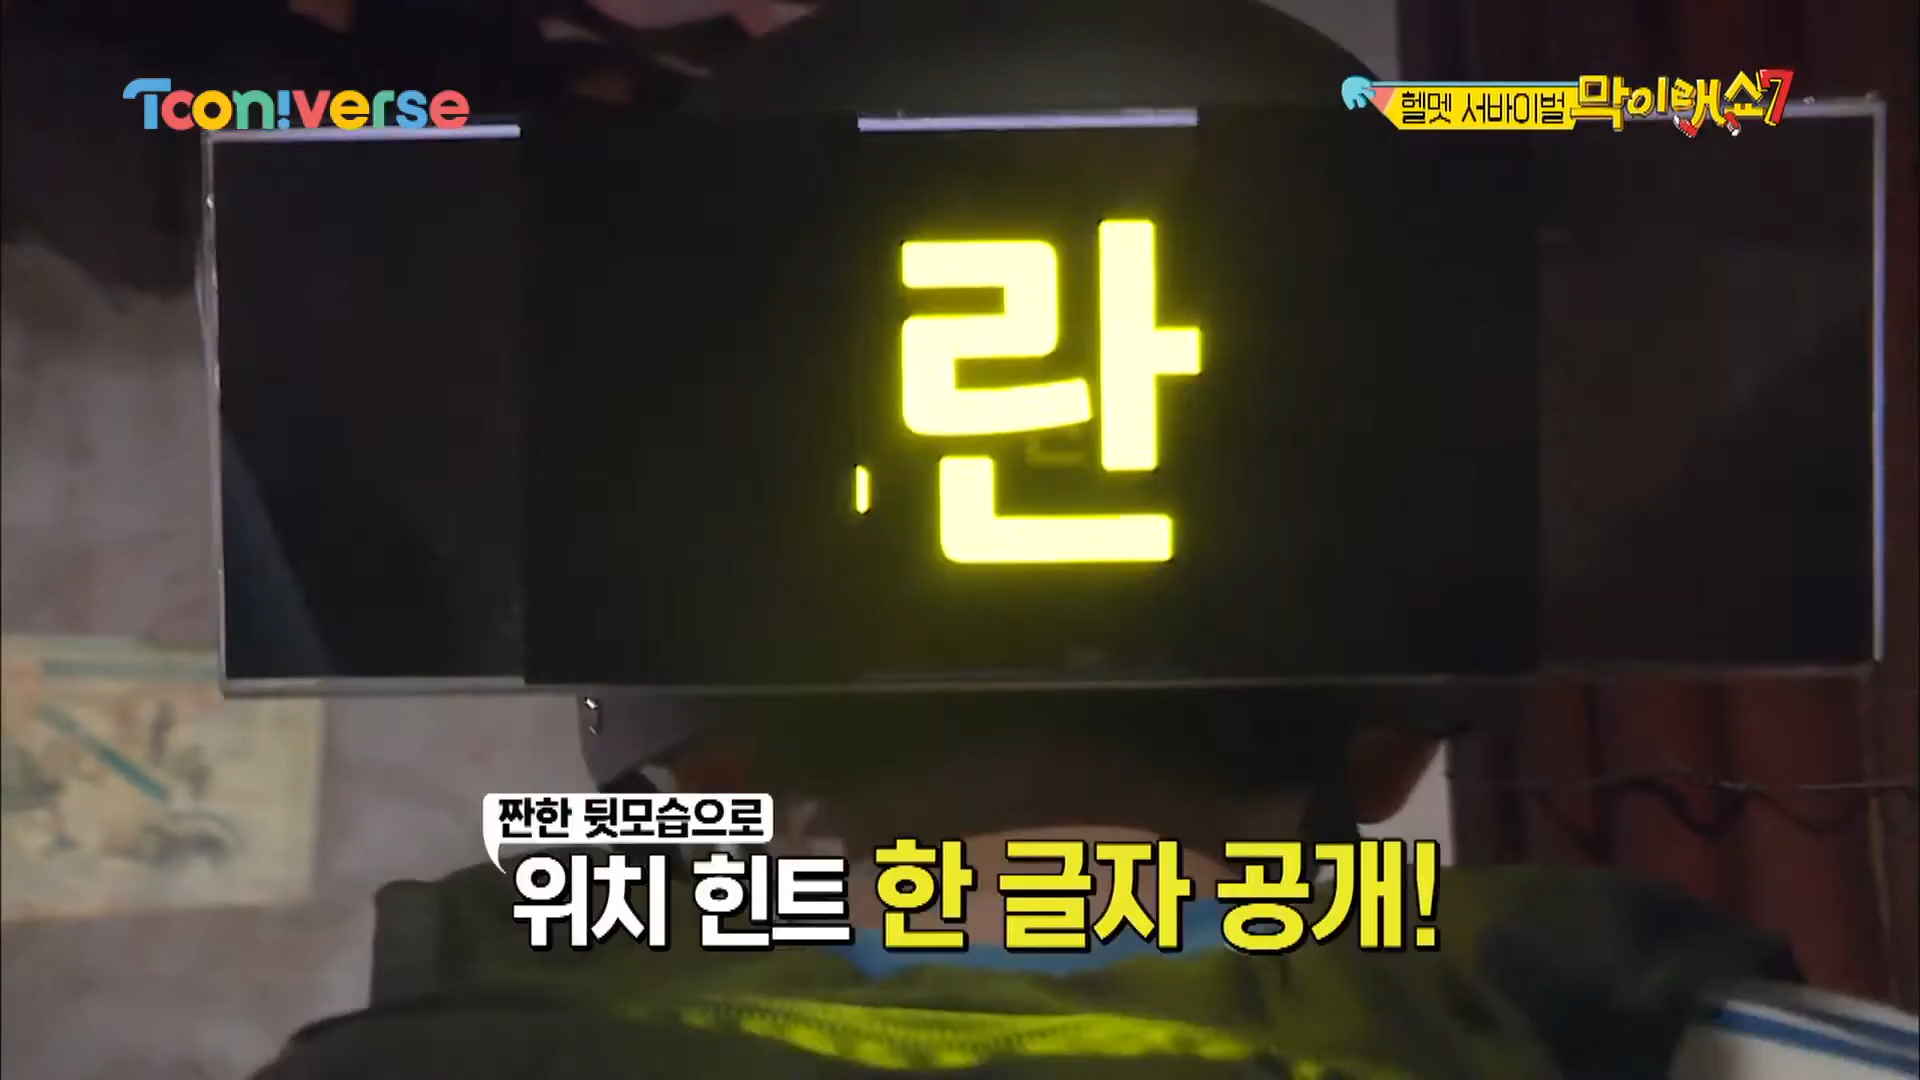 Tooniverse
헬멧 서바이벌 막이래쇼7
란
짠한 뒷모습으로
위치 힌트 한 글자 공개!